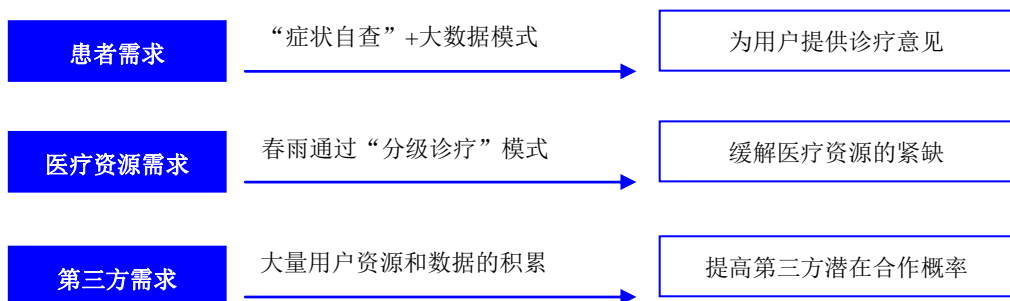 患者需求
“症状自查”+大数据模式
为用户提供诊疗意见
医疗资源需求
春雨通过“分级诊疗”模式
缓解医疗资源的紧缺
第三方需求
大量用户资源和数据的积累
提高第三方潜在合作概率